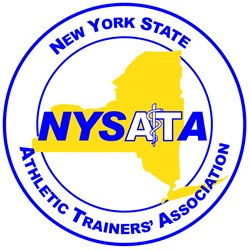 NEW YORK STATE
NYSATA
ATHLETIC TRAINERS' ASSOCIATION